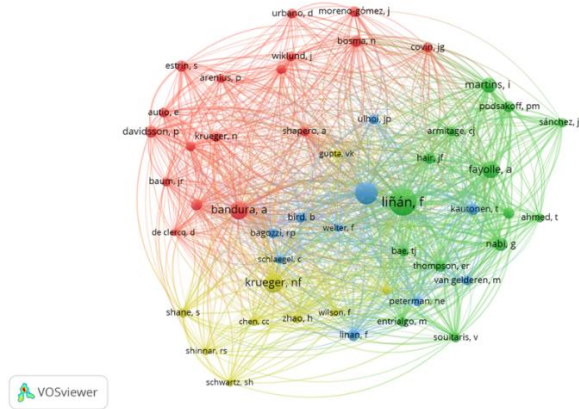 urbano, d
moreno-gómez, j
bosma, n
covin, jg
wiklund, j
estrin, s
arenius, p
martins, i
podsakoff, pm
autio, e
ulhoi, jp
sánchez, j
davidsson, p
krueger, n
shapero, a
armitage, cj
gupta, vk
hair, jf
fayolle, a
baum, jr
liñán, f
bandura, a
kautonen, t
bird, b
ahmed, t
de clercq, d
bagozzi, rp
welter, f
nabi, g
schlaegel, c
bae, tj
thompson, er
krueger, nf
van gelderen, m
peterman, ne
shane, s
chen, cc
zhao, h
wilson, f
entrialgo, m
linan, f
souitaris, v
shinnar, rs
schwartz, sh
VOSviewer